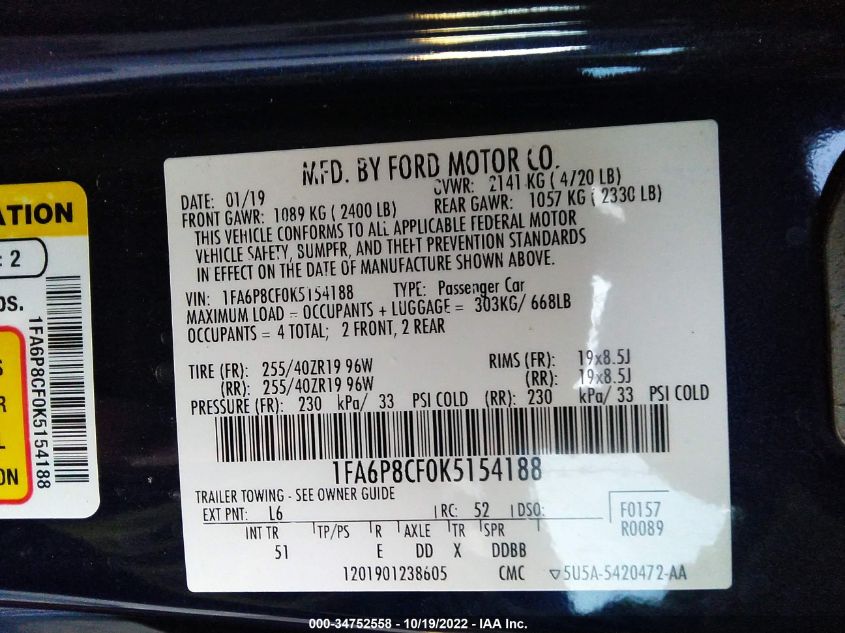 MFD. BY FORD MOTOR CO.
DATE: 01/19 GVWR: 2141 KG ( 4720 LB)
FRONT GAWR: 1089 KG ( 2400 LB) REAR GAWR: 1057 KG ( 2330 LB)
THIS VEHICLE CONFORMS TO ALL APPLICABLE FEDERAL MOTOR
VEHICLE SAFETY, BUMPER, AND THEFT PREVENTION STANDARDS
IN EFFECT ON THE DATE OF MANUFACTURE SHOWN ABOVE.
VIN: 1FA6P8CF0K5154188 TYPE: Passenger Car
MAXIMUM LOAD = OCCUPANTS + LUGGAGE = 303KG/ 668LB
OCCUPANTS = 4 TOTAL; 2 FRONT, 2 REAR
TIRE (FR): 255/40ZR19 96W RIMS (FR): 19x8.5J
(RR): 255/40ZR19 96W (RR): 19x8.5J
PRESSURE (FR): 230 kPa/ 33 PSI COLD (RR): 230 kPa/ 33 PSI COLD
1FA6P8CF0K5154188
TRAILER TOWING - SEE OWNER GUIDE
EXT PNT: L6 RC: 52 DSO: F0157
R0089
INT TR TP/PS R AXLE TR SPR
51 E DD X DDBB
1201901238605 CMC ▽5U5A-5420472-AA
ATION
: 2
OS.
1FA6P8CF0K5154188
S
R
L
ON
000-34752558 - 10/19/2022 - IAA Inc.